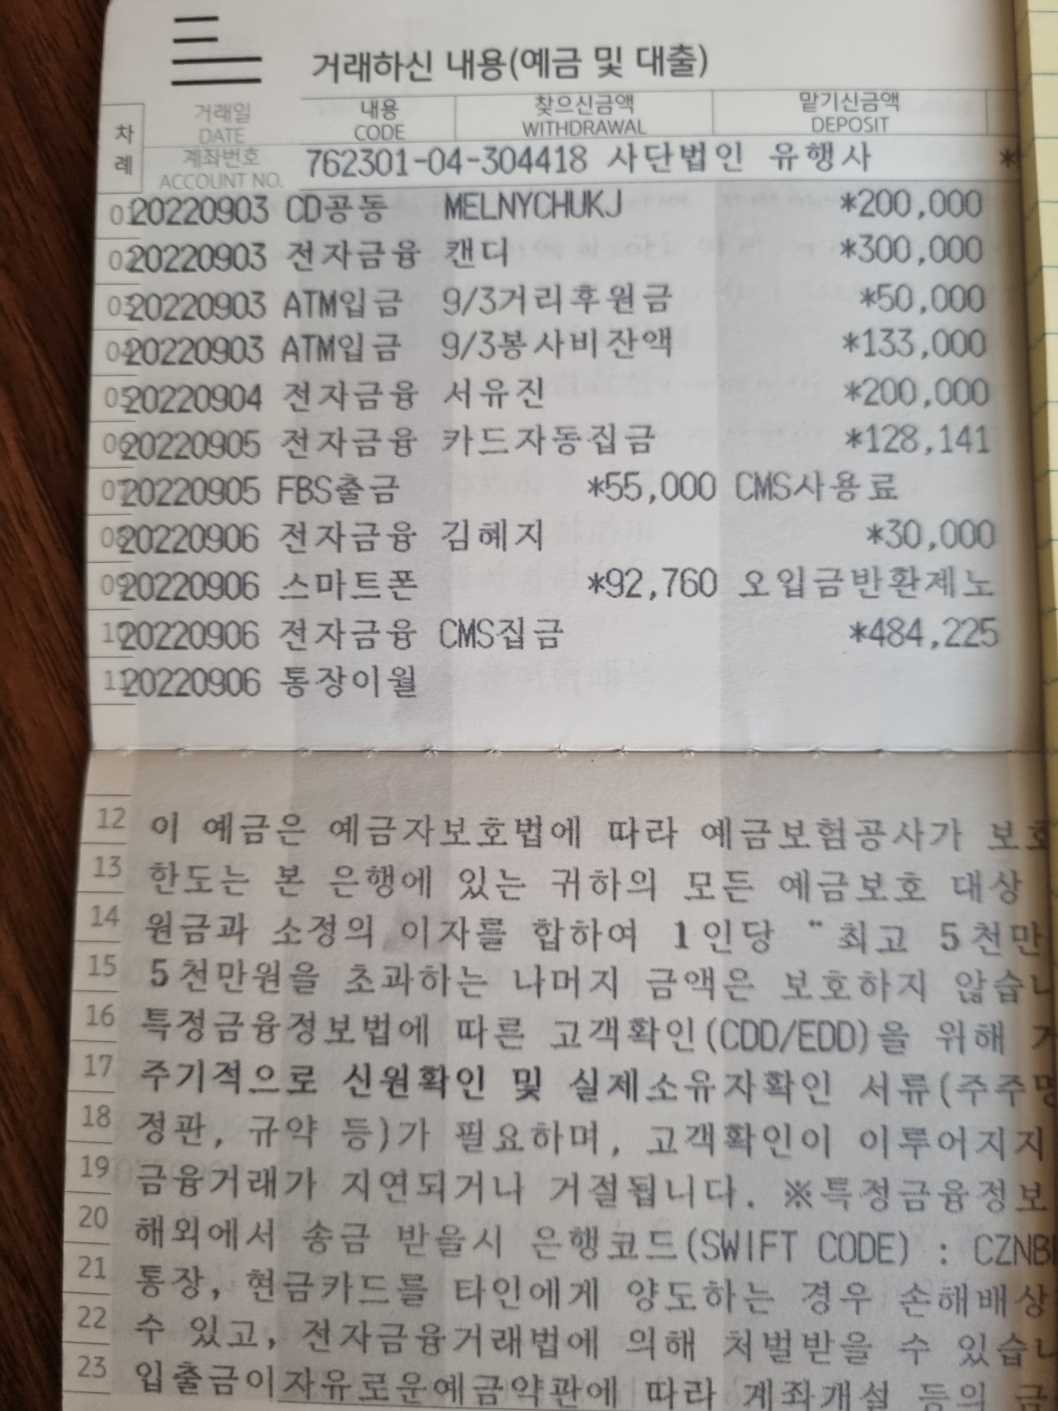 거래하신 내용(예금 및 대출)
차례 거래일 DATE 내용 CODE 찾으신금액 WITHDRAWAL 맡기신금액 DEPOSIT
계좌번호 ACCOUNT NO. 762301-04-304418 사단법인 유행사
01 20220903 CD공동 MELNYCHUKJ *200,000
02 20220903 전자금융 캔디 *300,000
03 20220903 ATM입금 9/3거리후원금 *50,000
04 20220903 ATM입금 9/3봉사비잔액 *133,000
05 20220904 전자금융 서유진 *200,000
06 20220905 전자금융 카드자동집금 *128,141
07 20220905 FBS출금 *55,000 CMS사용료
08 20220906 전자금융 김혜지 *30,000
09 20220906 스마트폰 *92,760 오입금반환제노
10 20220906 전자금융 CMS집금 *484,225
11 20220906 통장이월
12 이 예금은 예금자보호법에 따라 예금보험공사가
13 한도는 본 은행에 있는 귀하의 모든 예금보호 대상
14 원금과 소정의 이자를 합하여 1인당 "최고 5천만
15 5천만원을 초과하는 나머지 금액은 보호하지
16 특정금융정보법에 따른 고객확인(CDD/EDD)을 위해
17 주기적으로 신원확인 및 실제소유자확인 서류(주주명
18 정관, 규약 등)가 필요하며, 고객확인이 이루어지지
19 금융거래가 지연되거나 거절됩니다. ※특정금융정보
20 해외에서 송금 받을시 은행코드(SWIFT CODE) : CZNB
21 통장, 현금카드를 타인에게 양도하는 경우 손해배상
22 수 있고, 전자금융거래법에 의해 처벌받을 수
23 입출금이자유로운예금약관에 따라 계좌개설 등의 금